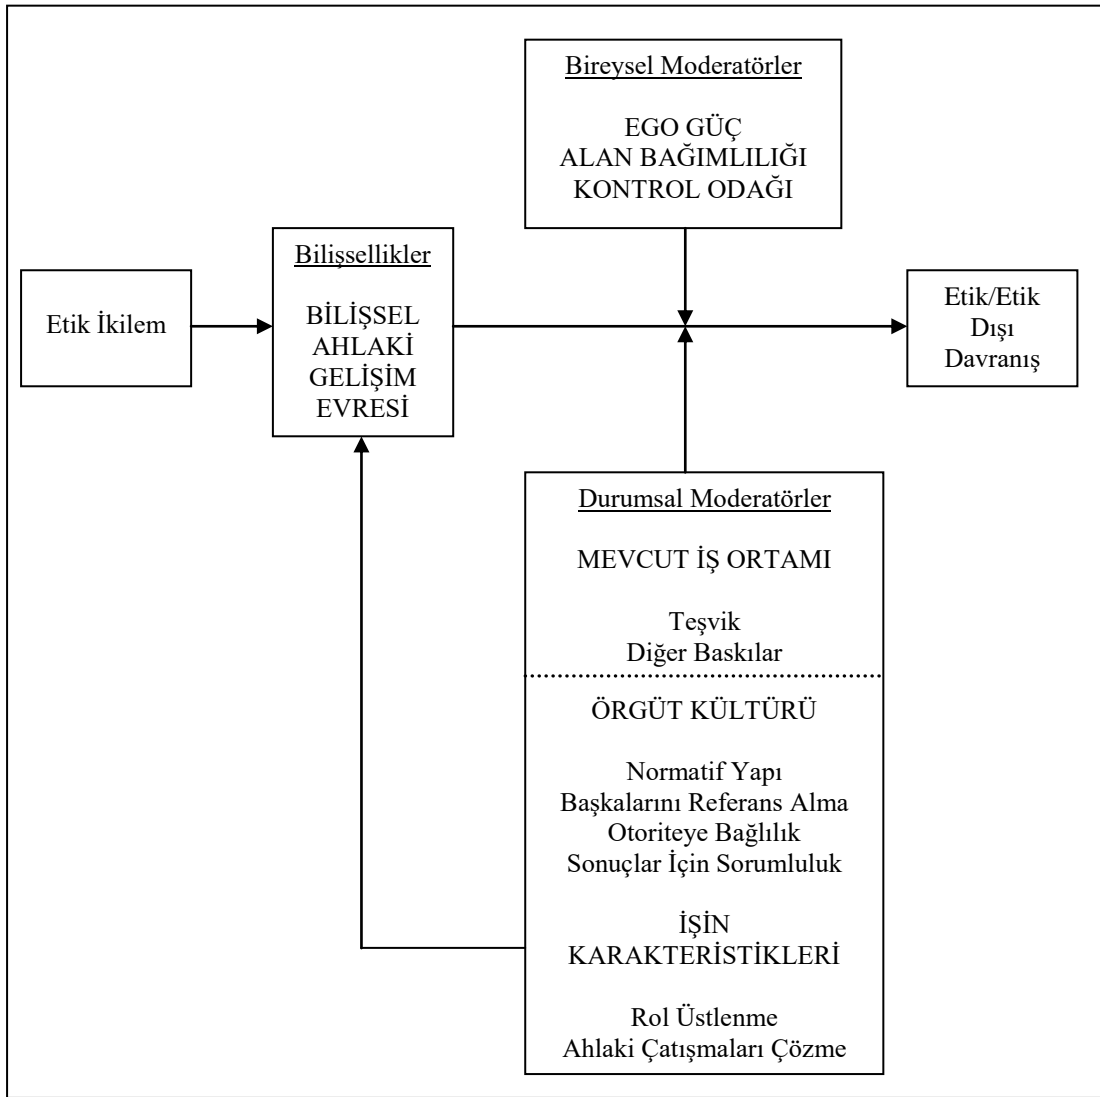 Bireysel Moderatörler
EGO GÜÇ
ALAN BAĞIMLILIĞI
KONTROL ODAĞI
Etik İkilem
Bilişsellikler
BİLİŞSEL
AHLAKİ
GELİŞİM
EVRESİ
Etik/Etik
Dışı
Davranış
Durumsal Moderatörler
MEVCUT İŞ ORTAMI
Teşvik
Diğer Baskılar
ÖRGÜT KÜLTÜRÜ
Normatif Yapı
Başkalarını Referans Alma
Otoriteye Bağlılık
Sonuçlar İçin Sorumluluk
İŞİN
KARAKTERİSTİKLERİ
Rol Üstlenme
Ahlaki Çatışmaları Çözme